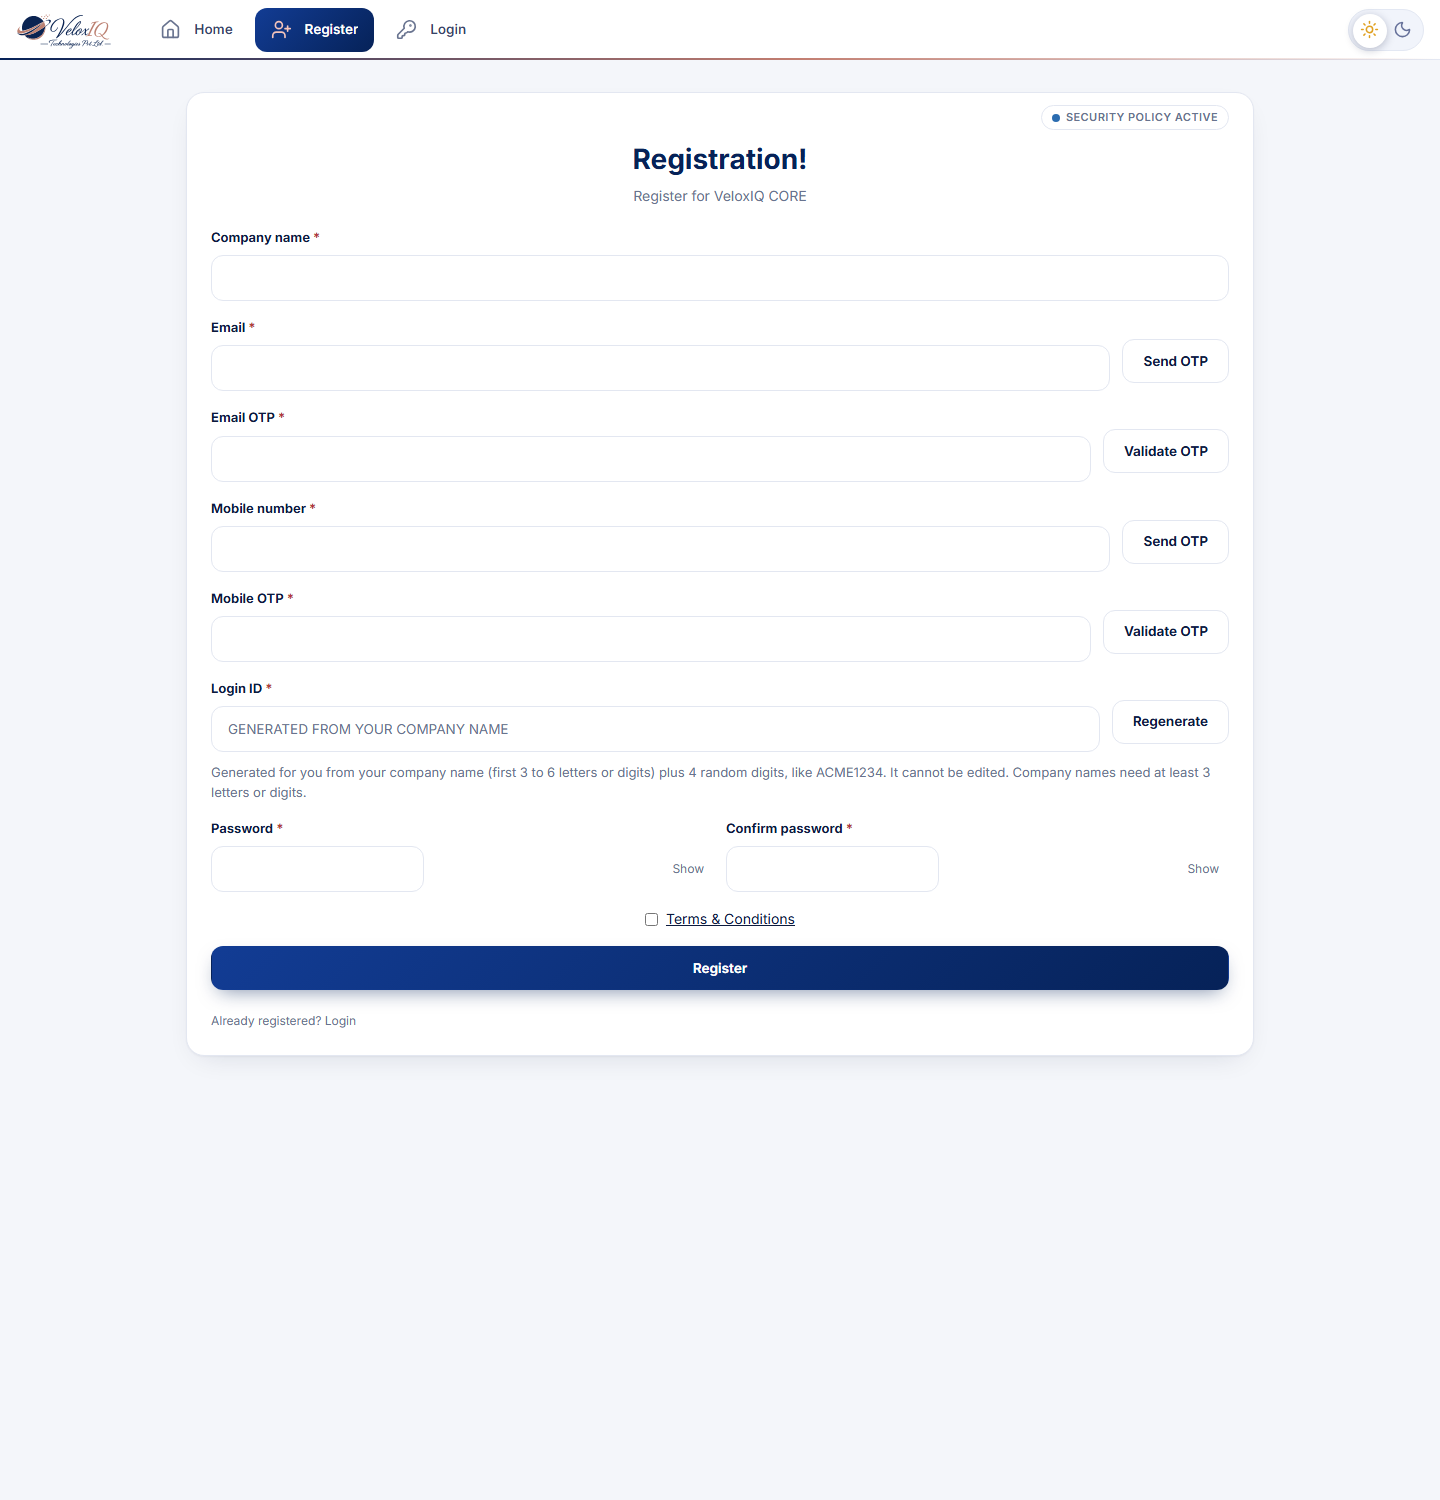 VeloxIQ
Technologies Pvt Ltd
Home
Register
Login
SECURITY POLICY ACTIVE
Registration!
Register for VeloxIQ CORE
Company name *
Email *
Send OTP
Email OTP *
Validate OTP
Mobile number *
Send OTP
Mobile OTP *
Validate OTP
Login ID *
GENERATED FROM YOUR COMPANY NAME
Regenerate
Generated for you from your company name (first 3 to 6 letters or digits) plus 4 random digits, like ACME1234. It cannot be edited. Company names need at least 3
letters or digits.
Password *
Confirm password *
Show
Show
Terms & Conditions
Register
Already registered? Login